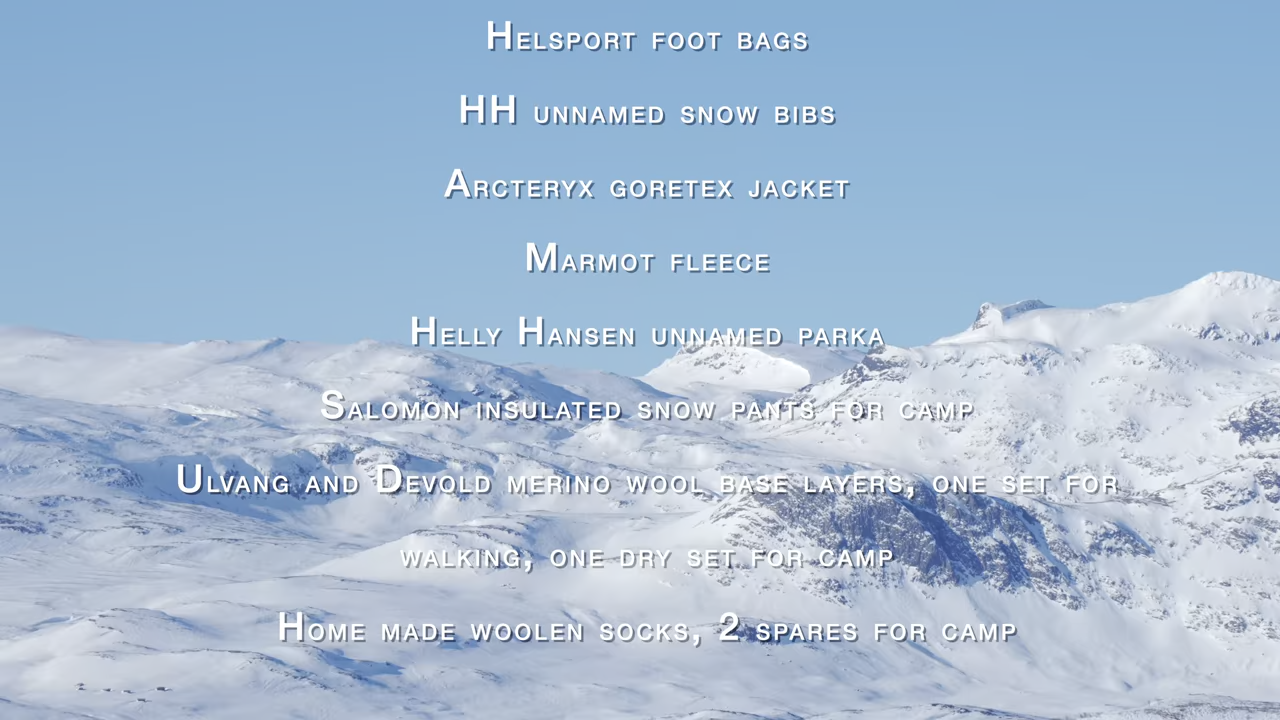 Helsport foot bags
HH unnamed snow bibs
Arcteryx goretex jacket
Marmot fleece
Helly Hansen unnamed parka
Salomon insulated snow pants for camp
Ulvang and Devold merino wool base layers, one set for
walking, one dry set for camp
Home made woolen socks, 2 spares for camp